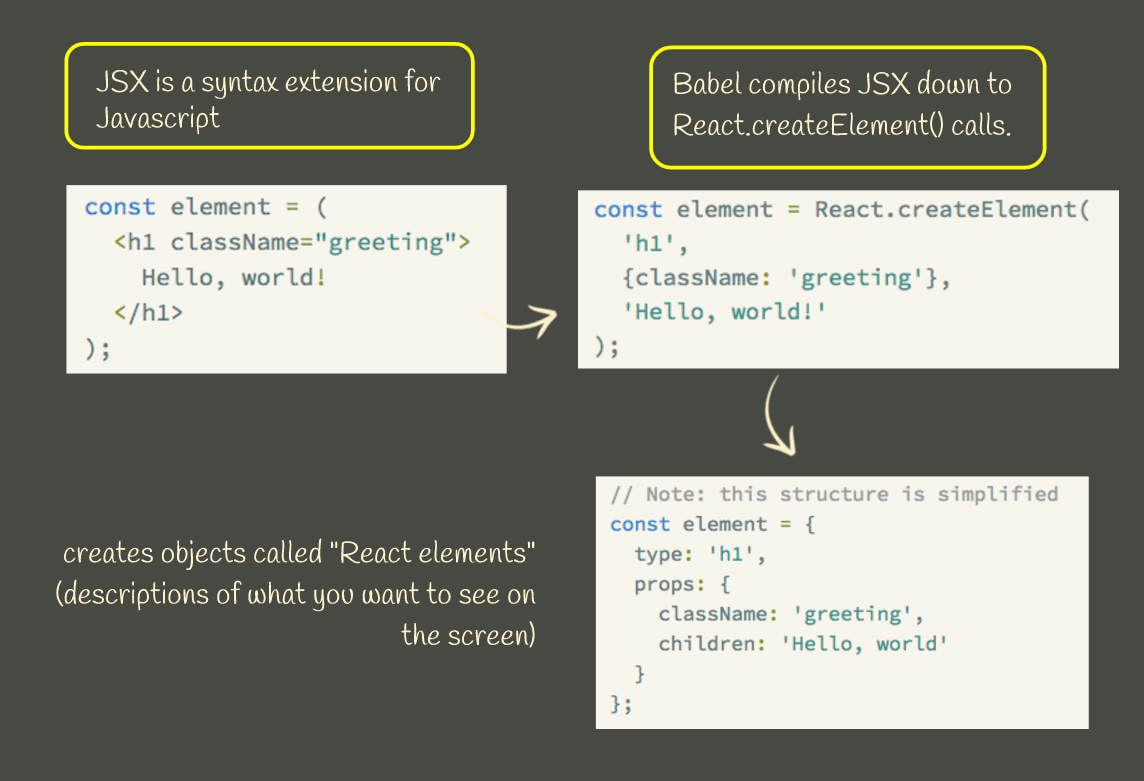 JSX is a syntax extension for
Javascript
const element = (
  <h1 className="greeting">
    Hello, world!
  </h1>
);
Babel compiles JSX down to
React.createElement() calls.
const element = React.createElement(
  'h1',
  {className: 'greeting'},
  'Hello, world!'
);
creates objects called "React elements"
(descriptions of what you want to see on
the screen)
// Note: this structure is simplified
const element = {
  type: 'h1',
  props: {
    className: 'greeting',
    children: 'Hello, world'
  }
};